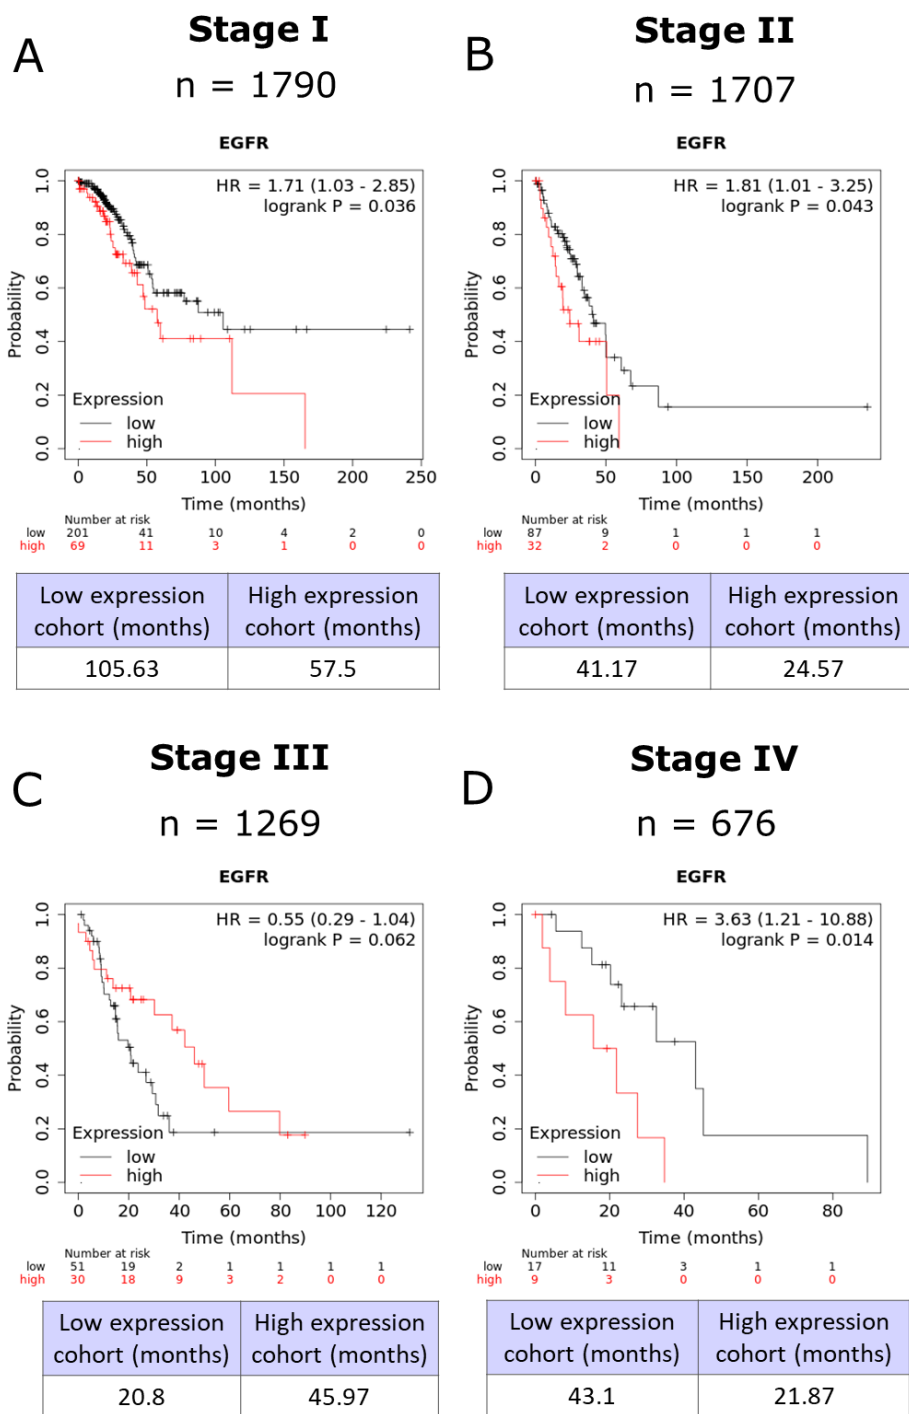 A
Stage I
n = 1790
EGFR
HR = 1.71 (1.03 - 2.85)
logrank P = 0.036
Probability
1.0
0.8
0.6
0.4
0.2
0.0
Expression
low
high
0 50 100 150 200 250
Time (months)
Number at risk
low 201 41 10 4 2 0
high 69 11 3 1 0 0
Low expression cohort (months)
High expression cohort (months)
105.63 57.5
B
Stage II
n = 1707
EGFR
HR = 1.81 (1.01 - 3.25)
logrank P = 0.043
Probability
1.0
0.8
0.6
0.4
0.2
0.0
Expression
low
high
0 50 100 150 200
Time (months)
Number at risk
low 87 9 1 1 1
high 32 2 0 0 0
Low expression cohort (months)
High expression cohort (months)
41.17 24.57
C
Stage III
n = 1269
EGFR
HR = 0.55 (0.29 - 1.04)
logrank P = 0.062
Probability
1.0
0.8
0.6
0.4
0.2
0.0
Expression
low
high
0 20 40 60 80 100 120
Time (months)
Number at risk
low 51 19 2 1 1 1 1
high 30 18 9 3 2 0 0
Low expression cohort (months)
High expression cohort (months)
20.8 45.97
D
Stage IV
n = 676
EGFR
HR = 3.63 (1.21 - 10.88)
logrank P = 0.014
Probability
1.0
0.8
0.6
0.4
0.2
0.0
Expression
low
high
0 20 40 60 80
Time (months)
Number at risk
low 17 11 3 1 1
high 9 3 0 0 0
Low expression cohort (months)
High expression cohort (months)
43.1 21.87